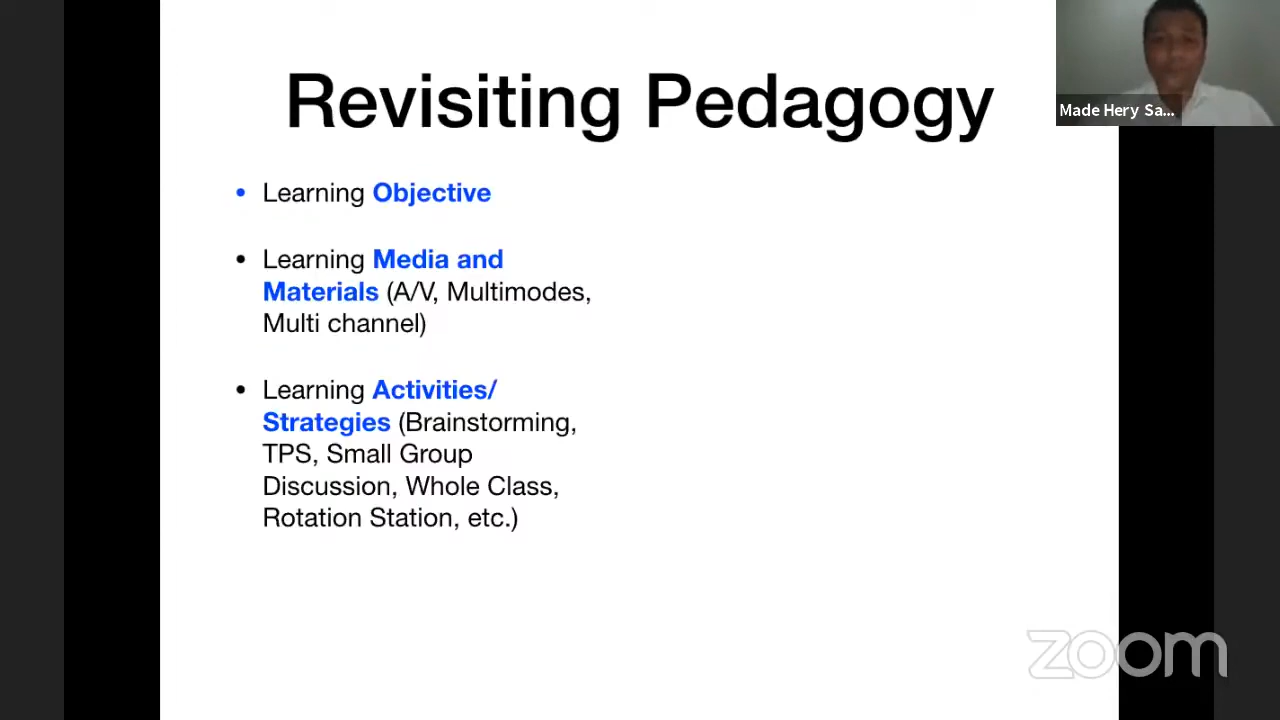 Revisiting Pedagogy
Made Hery Sa...
• Learning Objective
• Learning Media and
Materials (A/V, Multimodes,
Multi channel)
• Learning Activities/
Strategies (Brainstorming,
TPS, Small Group
Discussion, Whole Class,
Rotation Station, etc.)
zoom